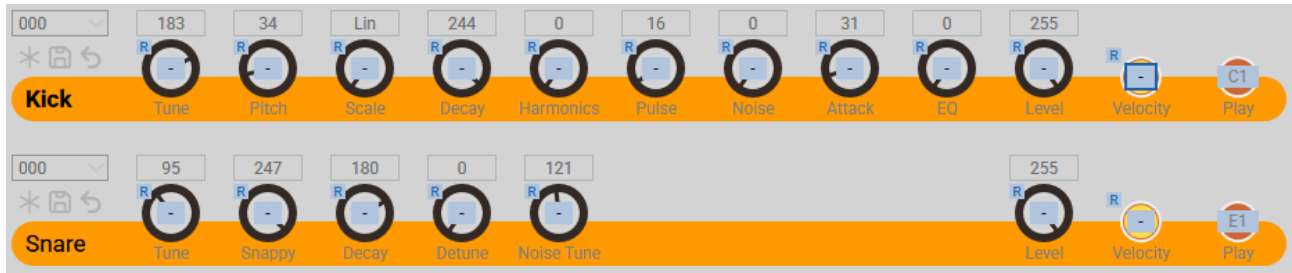 000 183 34 Lin 244 0 16 0 31 0 255
R R R R R R R R R R R
- - - - - - - - - - - C1
Kick Tune Pitch Scale Decay Harmonics Pulse Noise Attack EQ Level Velocity Play
000 95 247 180 0 121 255
R R R R R R R
- - - - - - - E1
Snare Tune Snappy Decay Detune Noise Tune Level Velocity Play